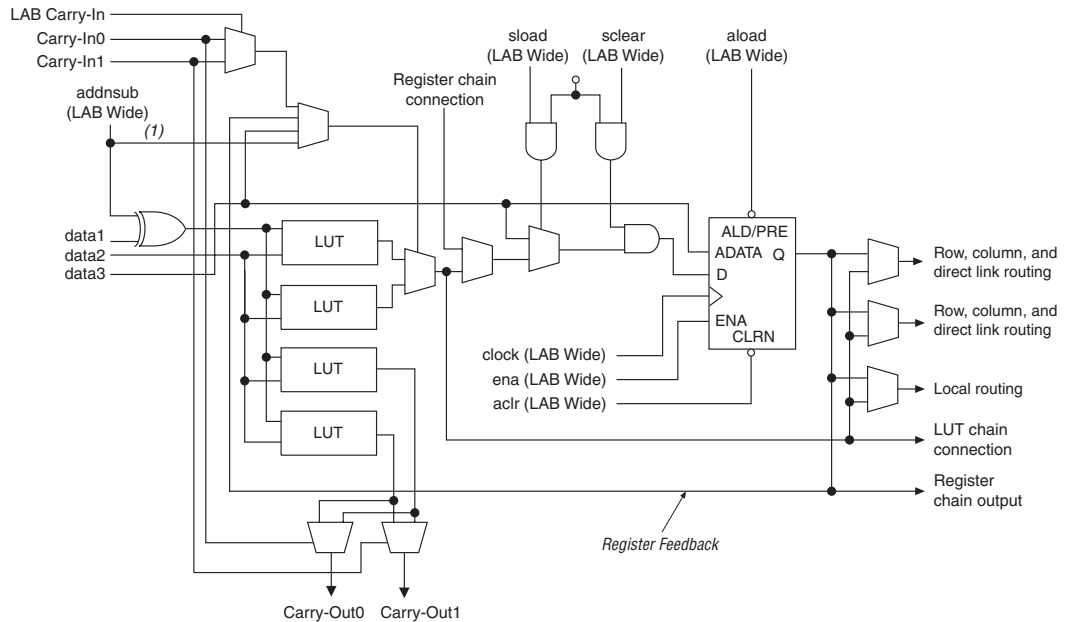 LAB Carry-In
Carry-In0
Carry-In1
addnsub
(LAB Wide)
(1)
Register chain
connection
sload
(LAB Wide)
sclear
(LAB Wide)
aload
(LAB Wide)
data1
data2
data3
LUT
LUT
LUT
LUT
ALD/PRE
ADATA Q
D
ENA
CLRN
clock (LAB Wide)
ena (LAB Wide)
aclr (LAB Wide)
Row, column, and
direct link routing
Row, column, and
direct link routing
Local routing
LUT chain
connection
Register
chain output
Register Feedback
Carry-Out0
Carry-Out1